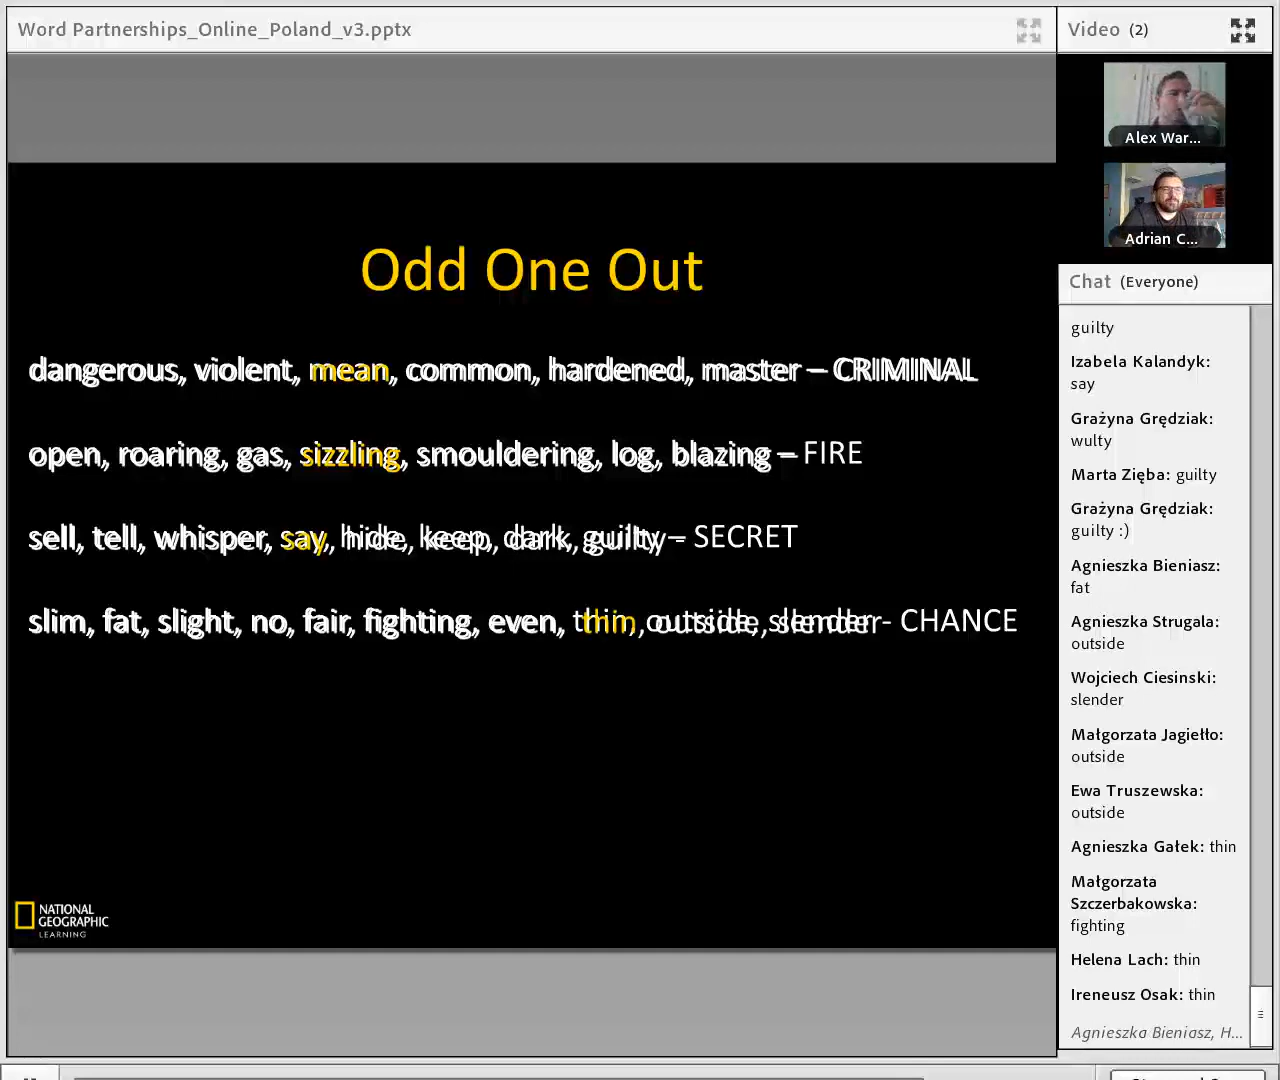 Word Partnerships_Online_Poland_v3.pptx
Video (2)
Alex War...
Adrian C...
Odd One Out
dangerous, violent, mean, common, hardened, master – CRIMINAL
open, roaring, gas, sizzling, smouldering, log, blazing – FIRE
sell, tell, whisper, say, hide, keep, dark, guilty – SECRET
slim, fat, slight, no, fair, fighting, even, thin, outside, slender - CHANCE
NATIONAL
GEOGRAPHIC
LEARNING
Chat (Everyone)
guilty
Izabela Kalandyk:
say
Grażyna Grędziak:
wulty
Marta Zięba: guilty
Grażyna Grędziak:
guilty :)
Agnieszka Bieniasz:
fat
Agnieszka Strugala:
outside
Wojciech Ciesinski:
slender
Małgorzata Jagiełło:
outside
Ewa Truszewska:
outside
Agnieszka Gałek: thin
Małgorzata
Szczerbakowska:
fighting
Helena Lach: thin
Ireneusz Osak: thin
Agnieszka Bieniasz, H...